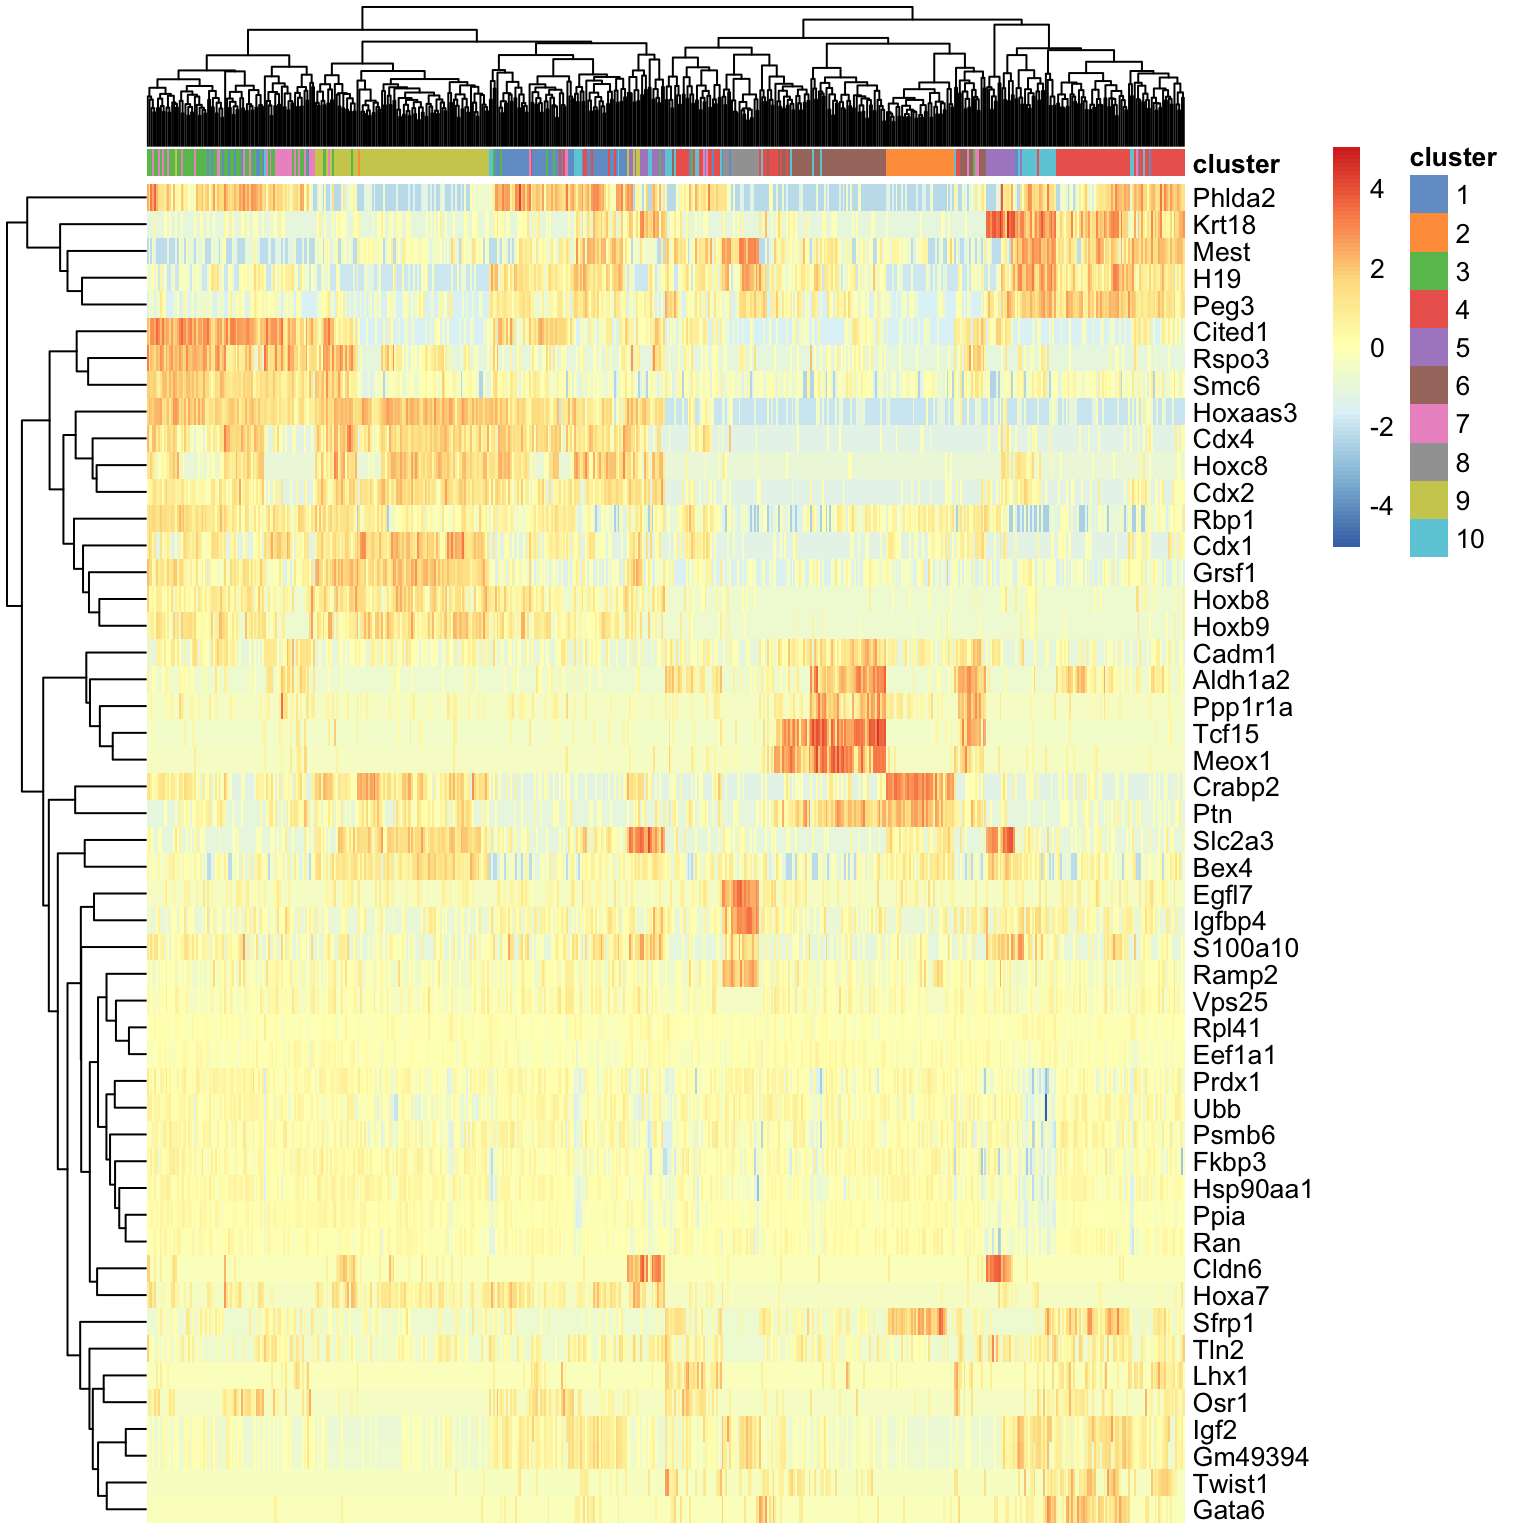 cluster
Phlda2
Krt18
Mest
H19
Peg3
Cited1
Rspo3
Smc6
Hoxaas3
Cdx4
Hoxc8
Cdx2
Rbp1
Cdx1
Grsf1
Hoxb8
Hoxb9
Cadm1
Aldh1a2
Ppp1r1a
Tcf15
Meox1
Crabp2
Ptn
Slc2a3
Bex4
Egfl7
Igfbp4
S100a10
Ramp2
Vps25
Rpl41
Eef1a1
Prdx1
Ubb
Psmb6
Fkbp3
Hsp90aa1
Ppia
Ran
Cldn6
Hoxa7
Sfrp1
Tln2
Lhx1
Osr1
Igf2
Gm49394
Twist1
Gata6
4
2
0
-2
-4
cluster
1
2
3
4
5
6
7
8
9
10